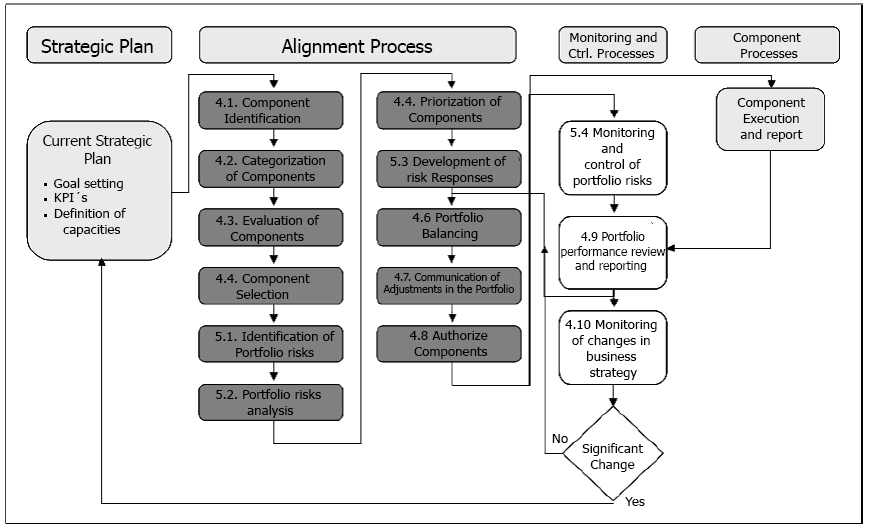 Strategic Plan
Alignment Process
Monitoring and
Ctrl. Processes
Component
Processes
Current Strategic
Plan
▪ Goal setting
▪ KPI´s
▪ Definition of
capacities
4.1. Component
Identification
4.2. Categorization
of Components
4.3. Evaluation of
Components
4.4. Component
Selection
5.1. Identification of
Portfolio risks
5.2. Portfolio risks
analysis
4.4. Priorization of
Components
5.3 Development of
risk Responses
4.6 Portfolio
Balancing
4.7. Communication of
Adjustments in the Portfolio
4.8 Authorize
Components
5.4 Monitoring
and
control of
portfolio risks
4.9 Portfolio
performance review
and reporting
4.10 Monitoring
of changes in
business
strategy
Significant
Change
No
Yes
Component
Execution
and report